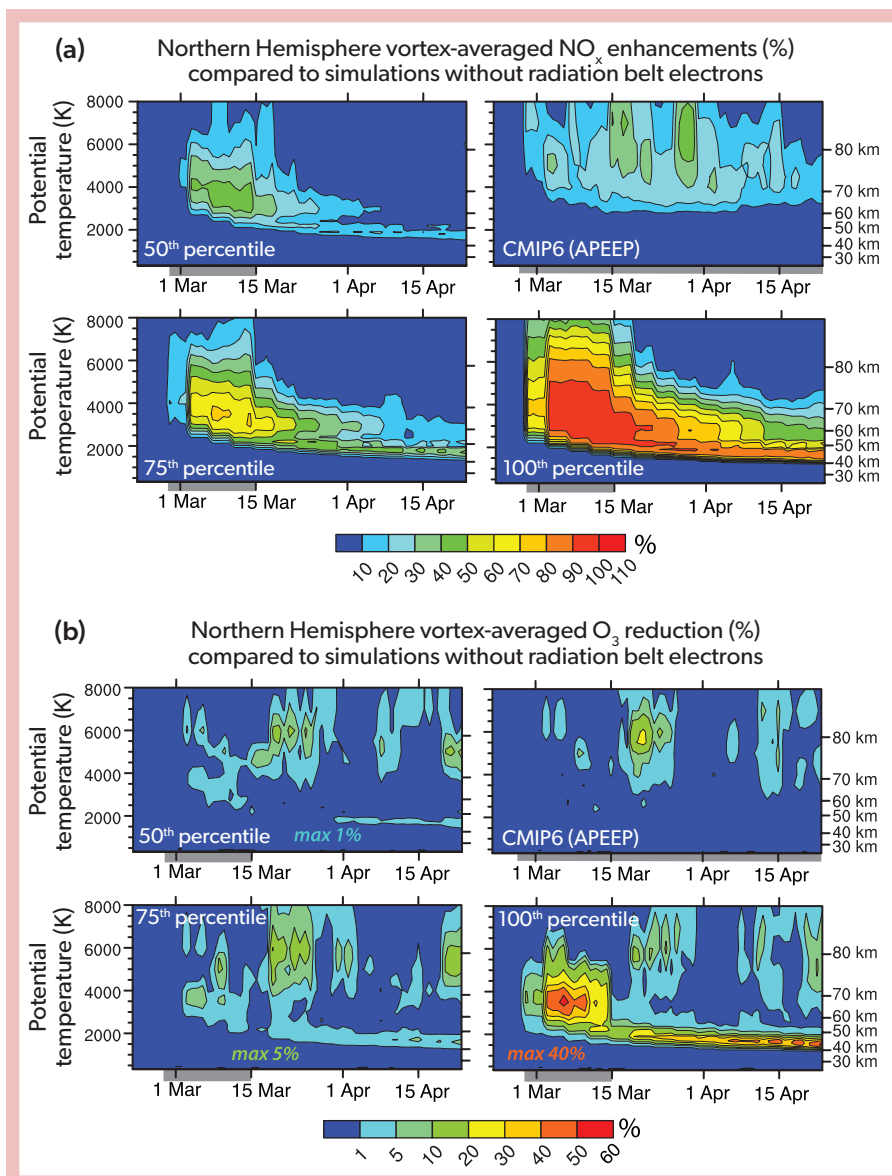 (a) Northern Hemisphere vortex-averaged NOx enhancements (%)
compared to simulations without radiation belt electrons
Potential temperature (K)
8000
6000
4000
2000
50th percentile
1 Mar 15 Mar 1 Apr 15 Apr
CMIP6 (APEEP)
80 km
70 km
60 km
50 km
40 km
30 km
1 Mar 15 Mar 1 Apr 15 Apr
Potential temperature (K)
8000
6000
4000
2000
75th percentile
1 Mar 15 Mar 1 Apr 15 Apr
100th percentile
80 km
70 km
60 km
50 km
40 km
30 km
1 Mar 15 Mar 1 Apr 15 Apr
%
10 20 30 40 50 60 70 80 90 100 110
(b) Northern Hemisphere vortex-averaged O3 reduction (%)
compared to simulations without radiation belt electrons
Potential temperature (K)
8000
6000
4000
2000
50th percentile max 1%
1 Mar 15 Mar 1 Apr 15 Apr
CMIP6 (APEEP)
80 km
70 km
60 km
50 km
40 km
30 km
1 Mar 15 Mar 1 Apr 15 Apr
Potential temperature (K)
8000
6000
4000
2000
75th percentile
max 5%
1 Mar 15 Mar 1 Apr 15 Apr
100th percentile
max 40%
80 km
70 km
60 km
50 km
40 km
30 km
1 Mar 15 Mar 1 Apr 15 Apr
%
1 5 10 20 30 40 50 60